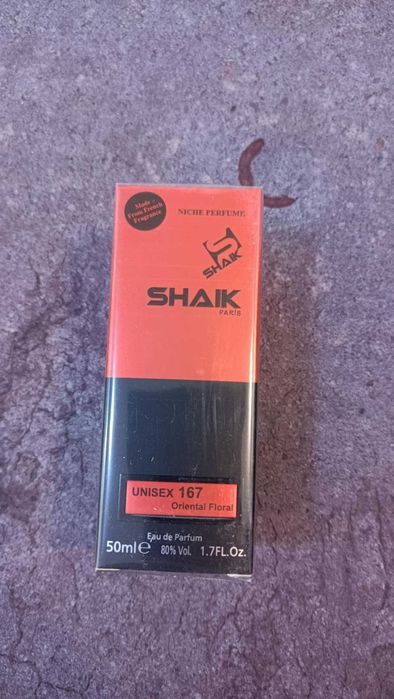 Made
From French
Fragrance
NICHE PERFUME
SHAIK
SHAIK
PARIS
UNISEX 167
Oriental Floral
Eau de Parfum
50ml℮ 80% Vol. 1.7FL.Oz.